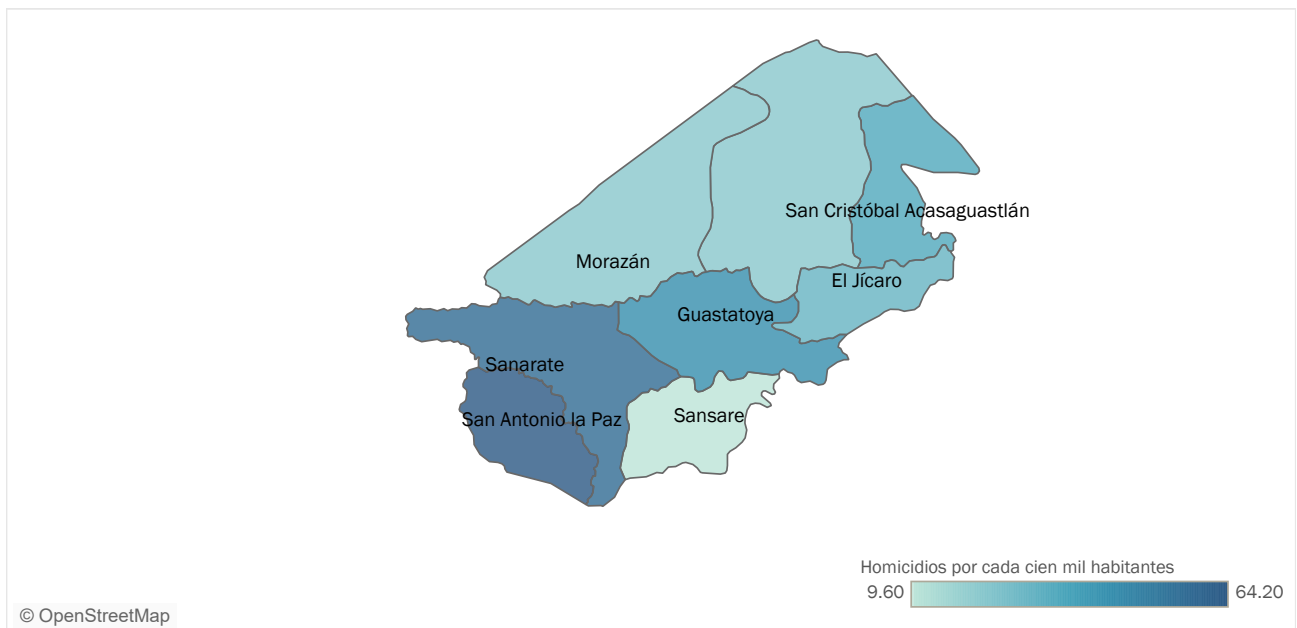 San Cristóbal Acasaguastlán
Morazán
El Jícaro
Guastatoya
Sanarate
San Antonio la Paz
Sansare
Homicidios por cada cien mil habitantes
9.60
64.20
© OpenStreetMap